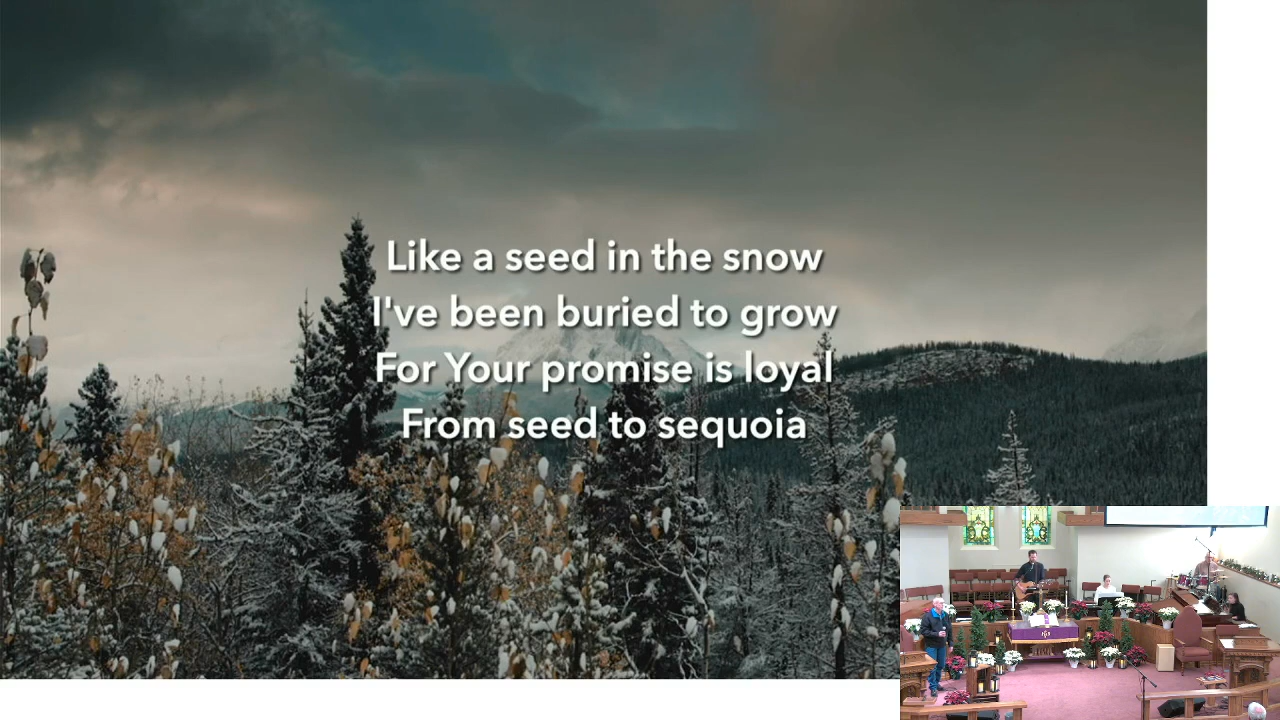 Like a seed in the snow
I've been buried to grow
For Your promise is loyal
From seed to sequoia